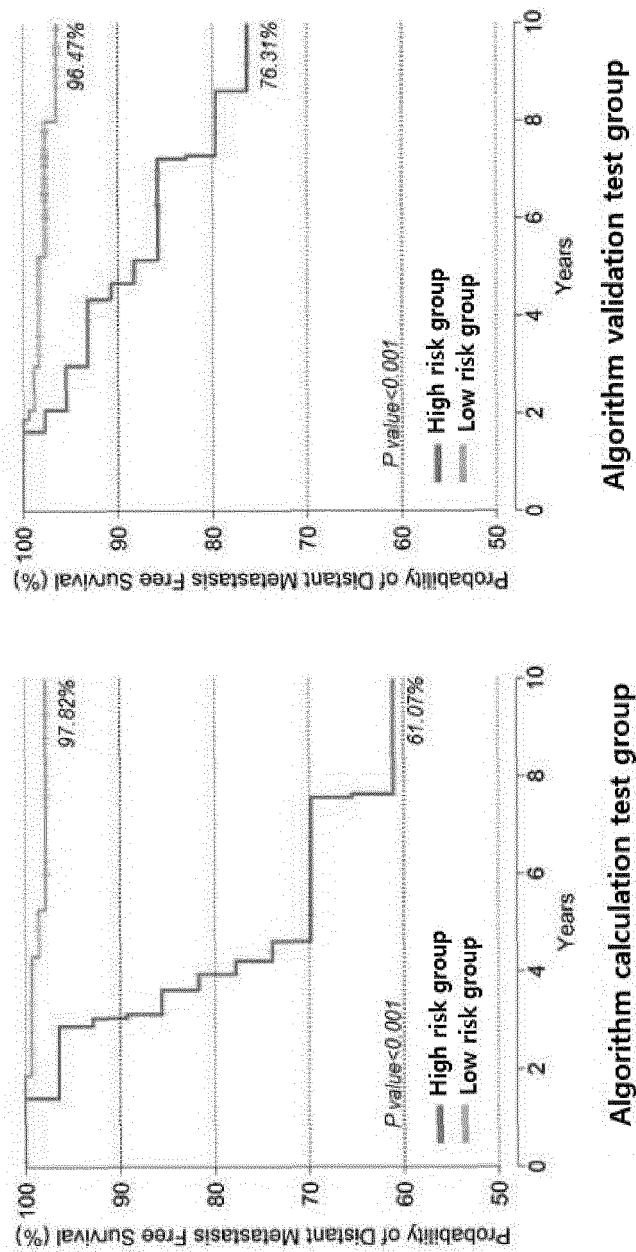 Probability of Distant Metastasis Free Survival (%)
100
90
80
70
60
50
97.82%
61.07%
P value<0.001
High risk group
Low risk group
0
2
4
6
8
10
Years
Algorithm calculation test group
Probability of Distant Metastasis Free Survival (%)
100
90
80
70
60
50
96.47%
76.31%
P value<0.001
High risk group
Low risk group
0
2
4
6
8
10
Years
Algorithm validation test group